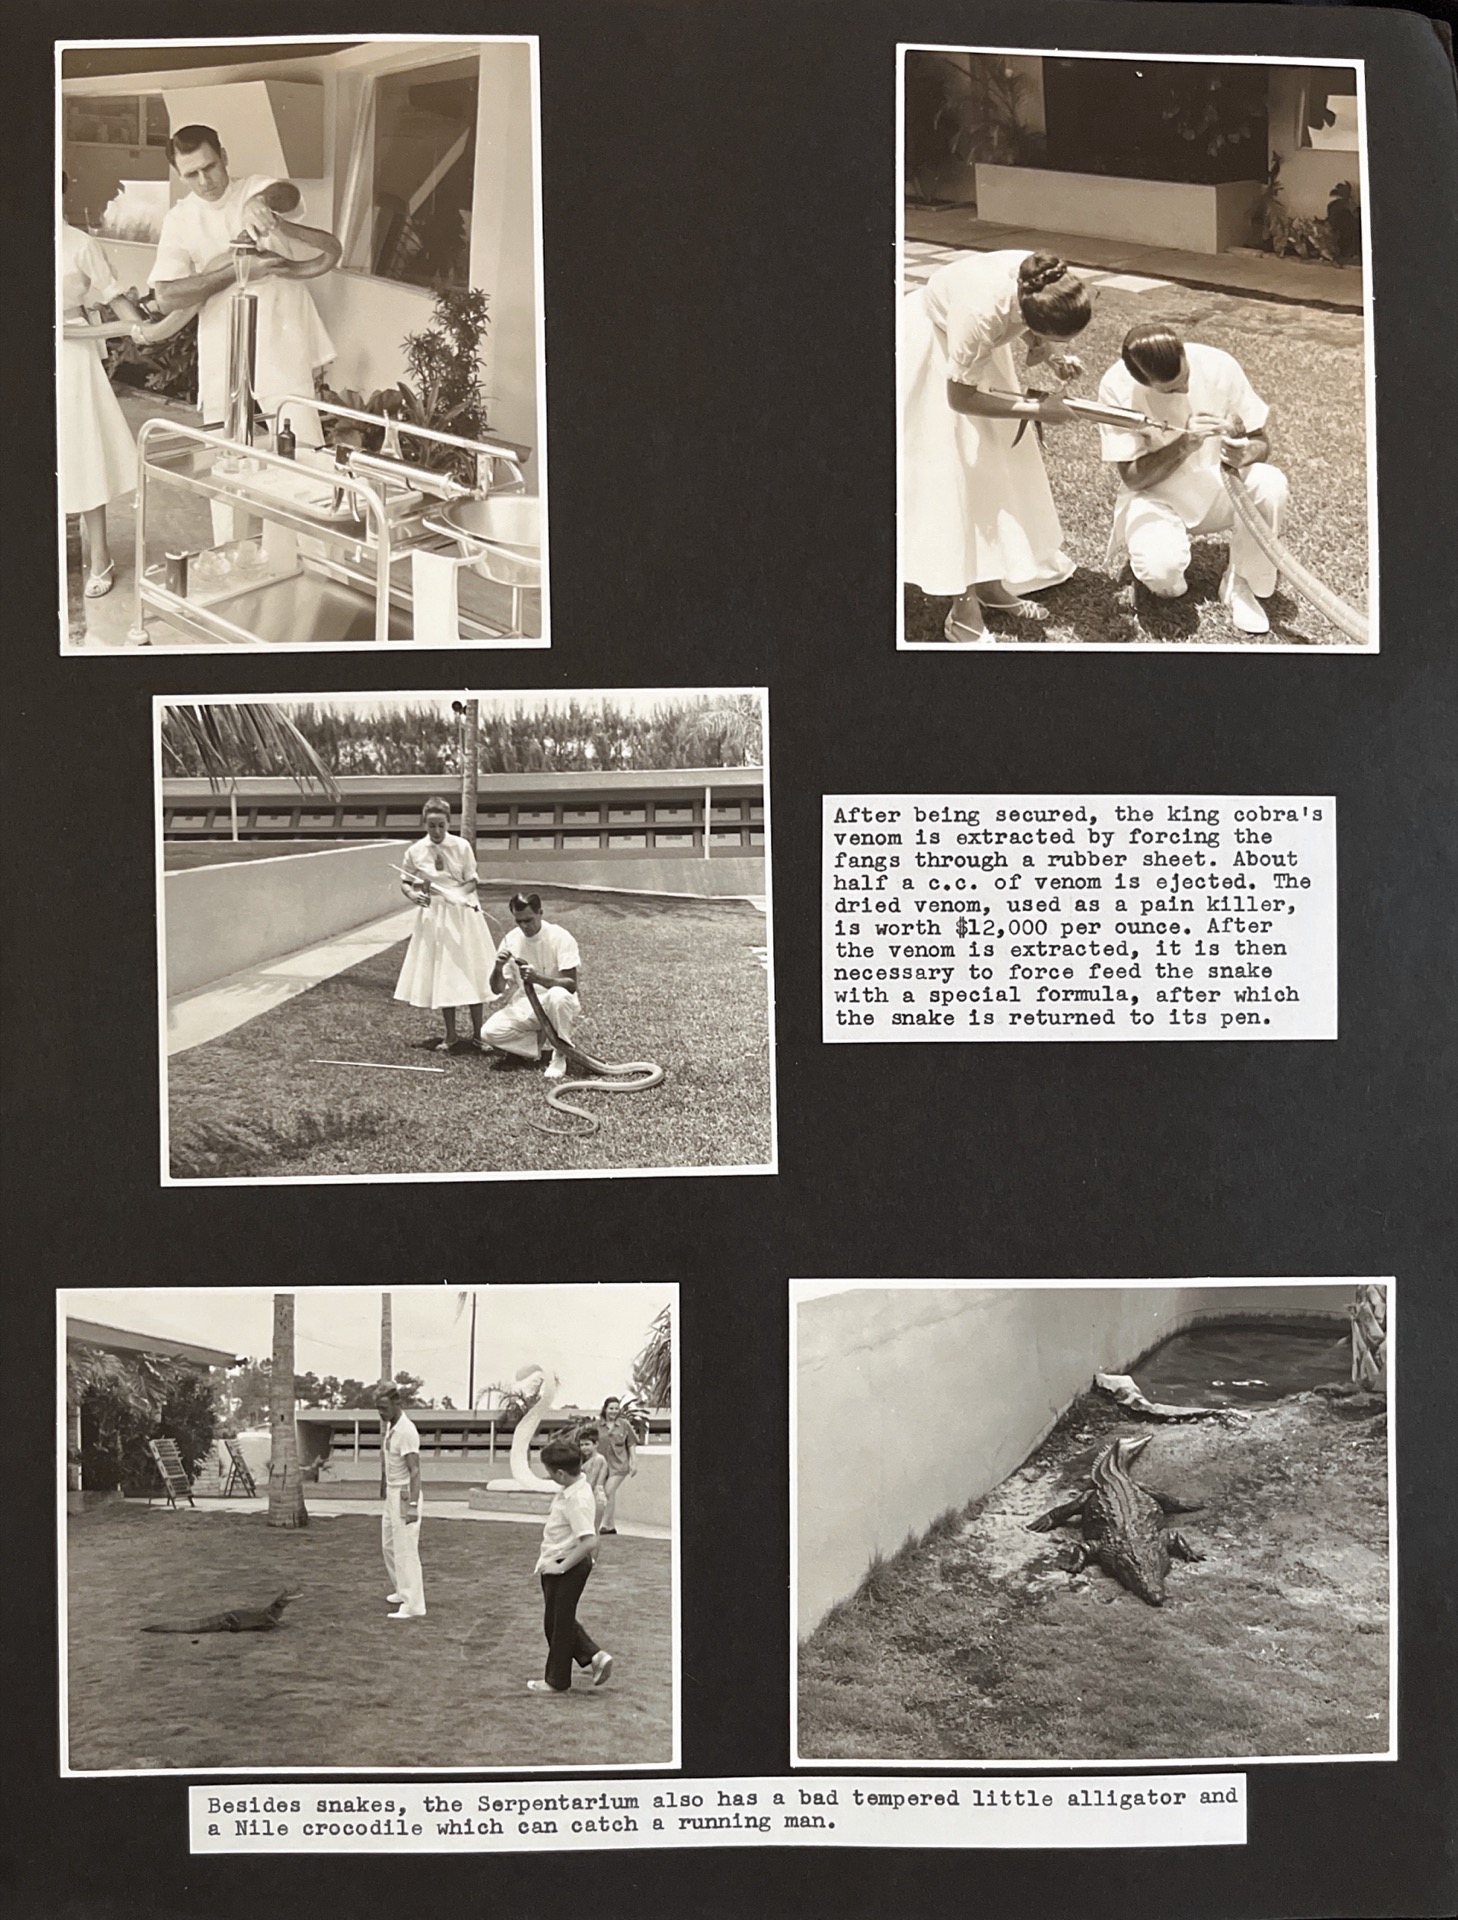 After being secured, the king cobra's
venom is extracted by forcing the
fangs through a rubber sheet. About
half a c.c. of venom is ejected. The
dried venom, used as a pain killer,
is worth $12,000 per ounce. After
the venom is extracted, it is then
necessary to force feed the snake
with a special formula, after which
the snake is returned to its pen.
Besides snakes, the Serpentarium also has a bad tempered little alligator and
a Nile crocodile which can catch a running man.